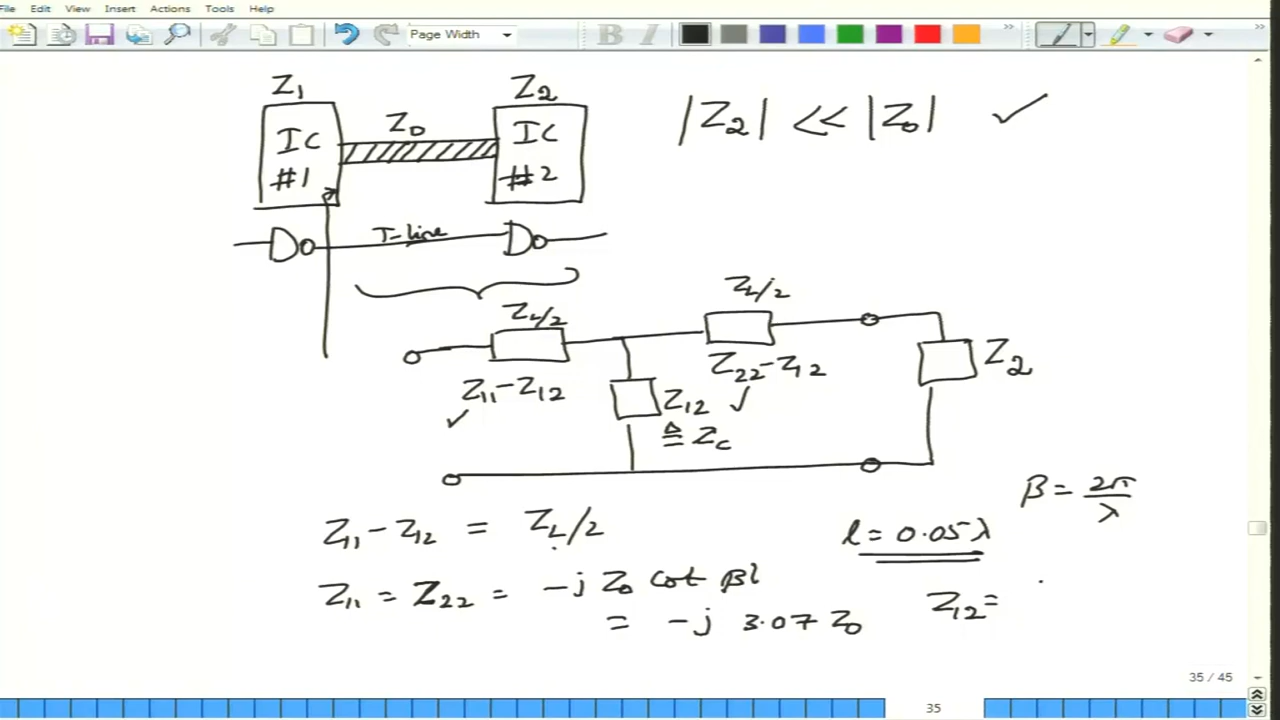 File Edit View Insert Actions Tools Help
Page Width
B I
Z1 Z2
Z0
IC #1
IC #2
|Z2| << |Z0| ✓
T-line
ZL/2 ZL/2
Z11-Z12 ✓
Z22-Z12
Z12 ✓
≜ Zc
Z2
Z11-Z12 = ZL/2
l = 0.05λ
β = 2π/λ
Z11 = Z22 = -j Z0 cot βl
= -j 3.07 Z0
Z12 =
35 / 45
35